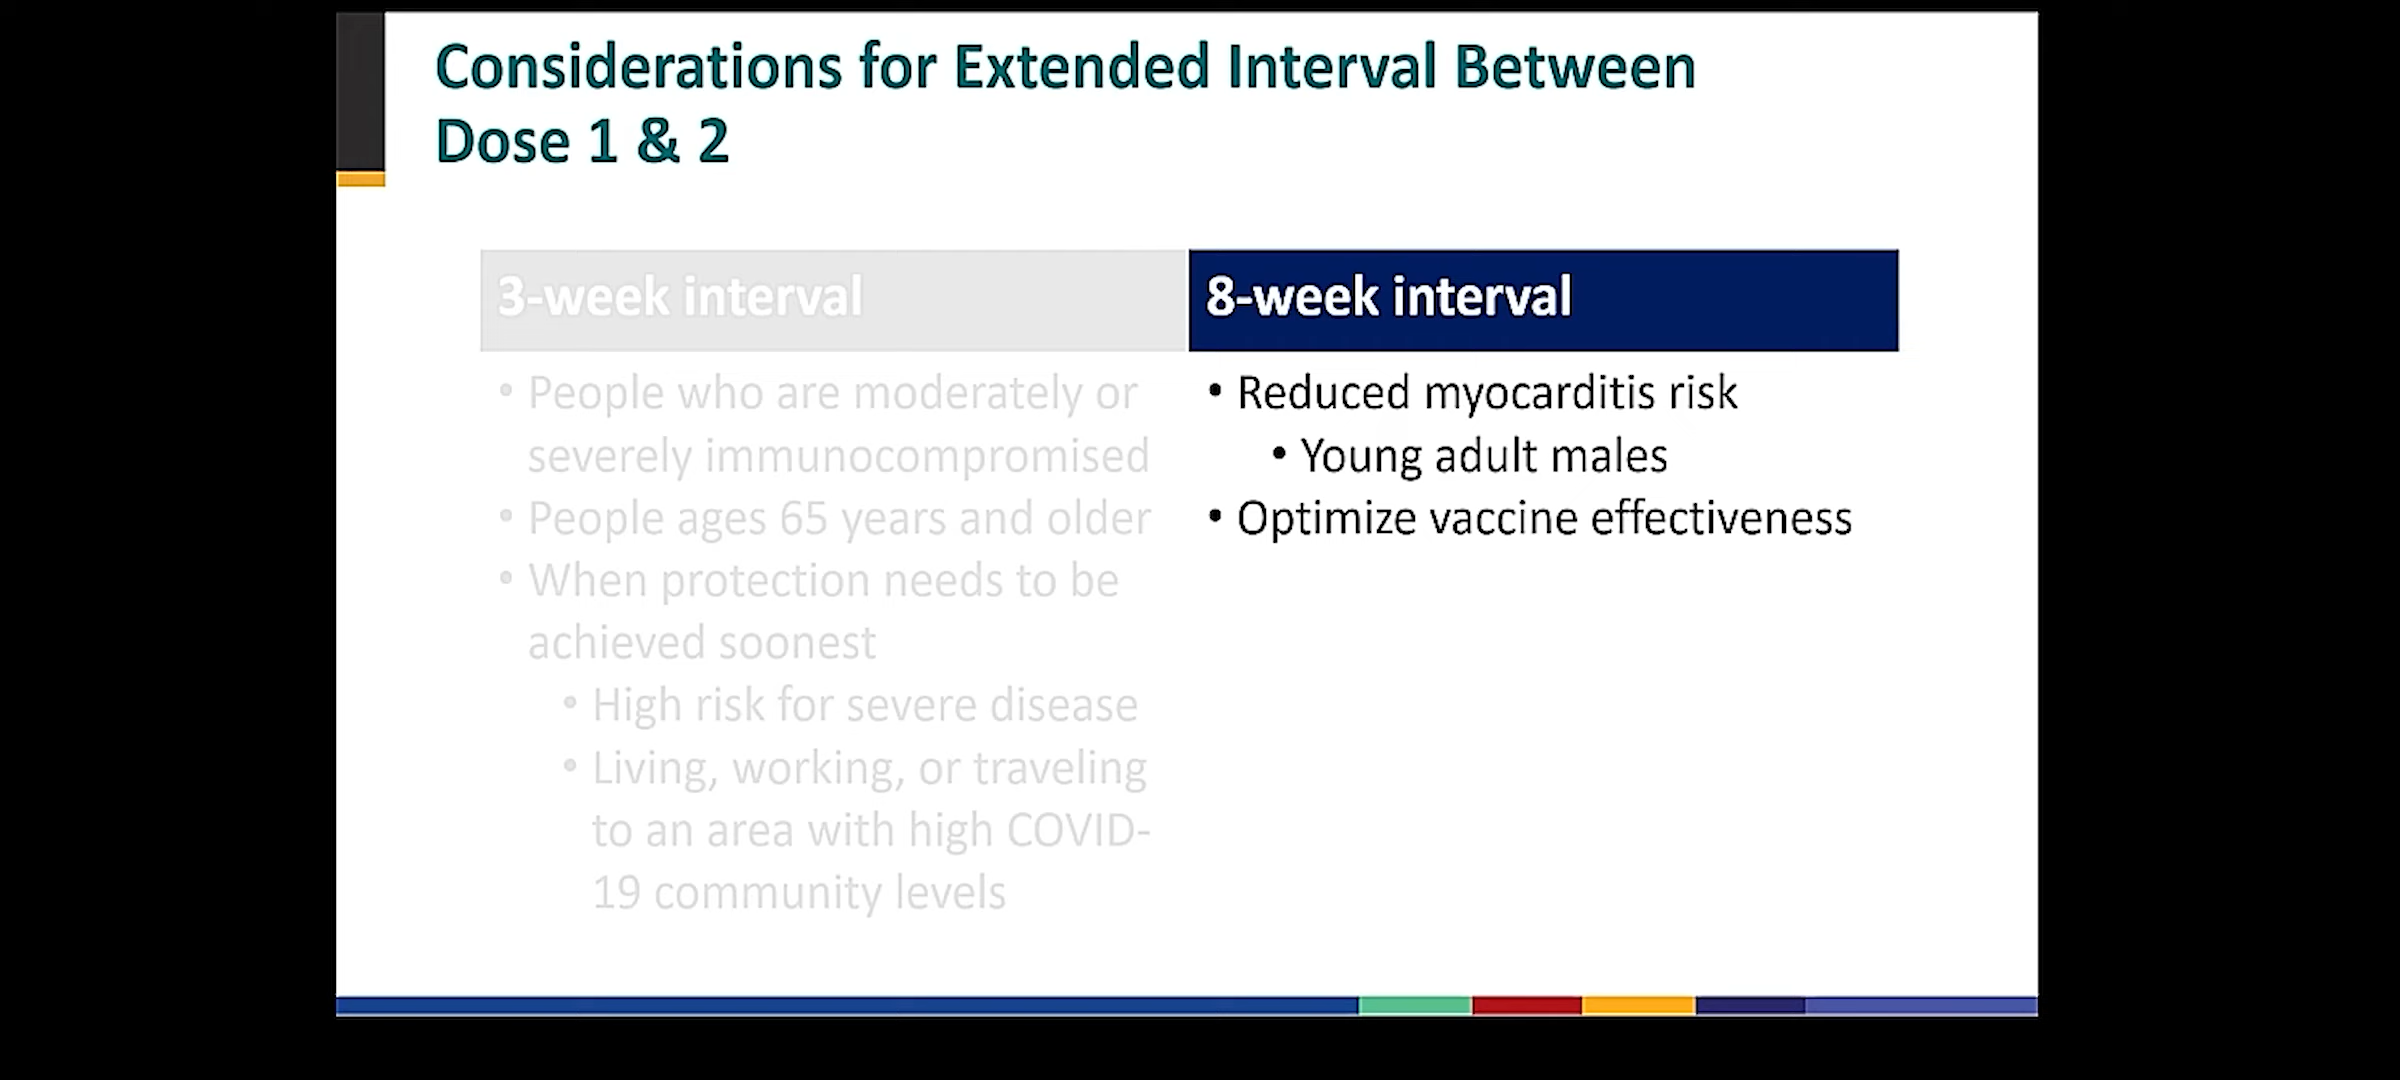 Considerations for Extended Interval Between
Dose 1 & 2
3-week interval
• People who are moderately or
severely immunocompromised
• People ages 65 years and older
• When protection needs to be
achieved soonest
• High risk for severe disease
• Living, working, or traveling
to an area with high COVID-
19 community levels
8-week interval
• Reduced myocarditis risk
• Young adult males
• Optimize vaccine effectiveness